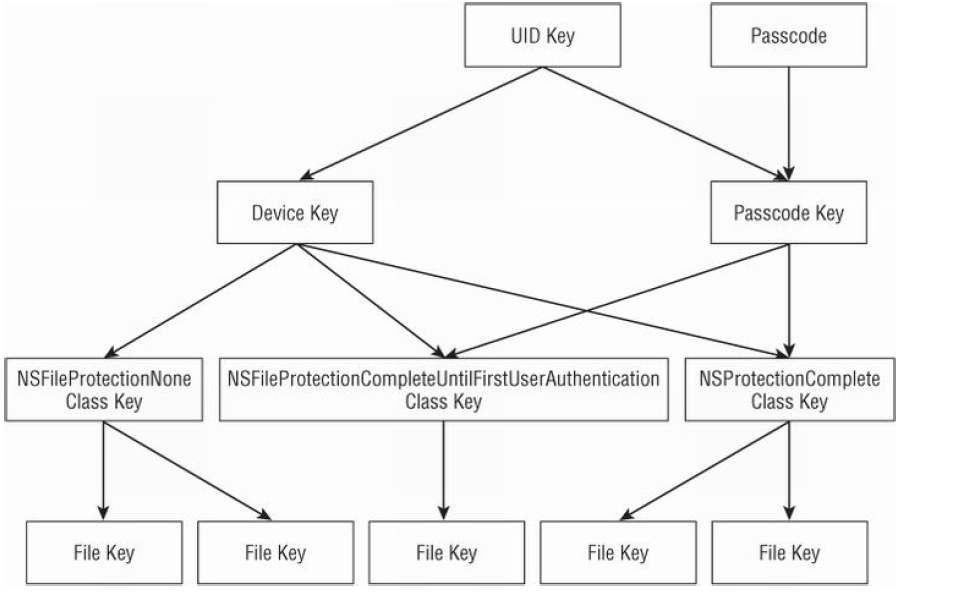 UID Key
Passcode
Device Key
Passcode Key
NSFileProtectionNone
Class Key
NSFileProtectionCompleteUntilFirstUserAuthentication
Class Key
NSProtectionComplete
Class Key
File Key
File Key
File Key
File Key
File Key